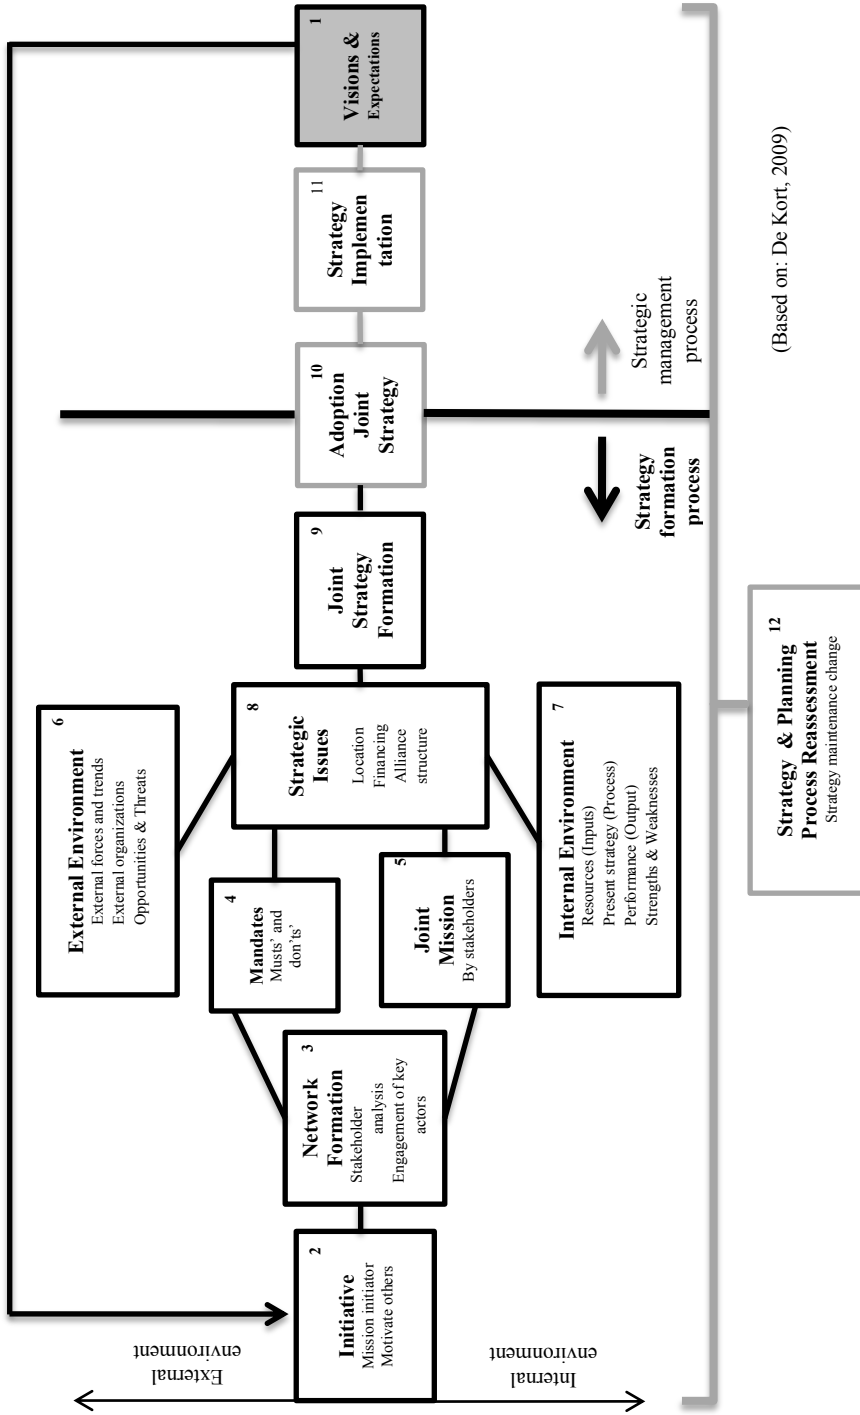 External
environment
Internal
environment
2
Initiative
Mission initiator
Motivate others
3
Network
Formation
Stakeholder
analysis
Engagement of key
actors
4
Mandates
Musts’ and
don’ts’
5
Joint
Mission
By stakeholders
6
External Environment
External forces and trends
External organizations
Opportunities & Threats
7
Internal Environment
Resources (Inputs)
Present strategy (Process)
Performance (Output)
Strengths & Weaknesses
8
Strategic
Issues
Location
Financing
Alliance
structure
9
Joint
Strategy
Formation
10
Adoption
Joint
Strategy
11
Strategy
Implemen
tation
1
Visions &
Expectations
Strategy
formation
process
Strategic
management
process
12
Strategy & Planning
Process Reassessment
Strategy maintenance change
(Based on: De Kort, 2009)